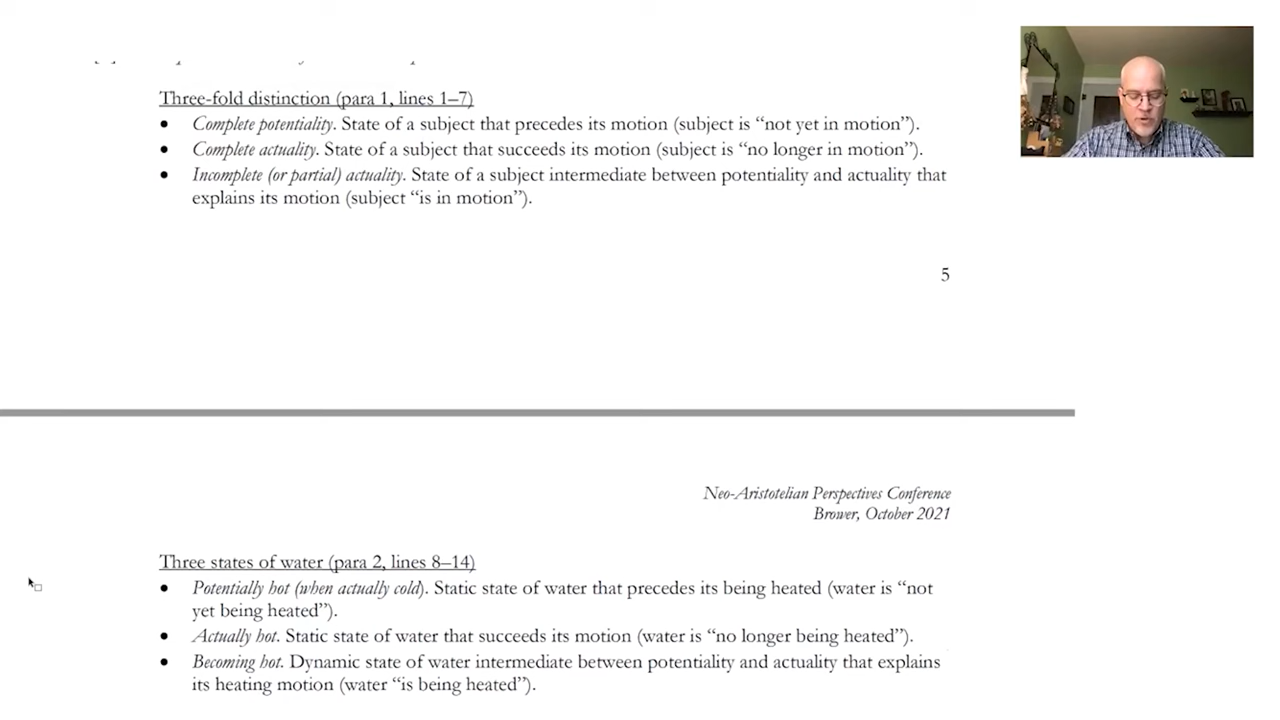 Three-fold distinction (para 1, lines 1–7)
• Complete potentiality. State of a subject that precedes its motion (subject is “not yet in motion”).
• Complete actuality. State of a subject that succeeds its motion (subject is “no longer in motion”).
• Incomplete (or partial) actuality. State of a subject intermediate between potentiality and actuality that
explains its motion (subject “is in motion”).
5
Neo-Aristotelian Perspectives Conference
Brower, October 2021
Three states of water (para 2, lines 8–14)
• Potentially hot (when actually cold). Static state of water that precedes its being heated (water is “not
yet being heated”).
• Actually hot. Static state of water that succeeds its motion (water is “no longer being heated”).
• Becoming hot. Dynamic state of water intermediate between potentiality and actuality that explains
its heating motion (water “is being heated”).